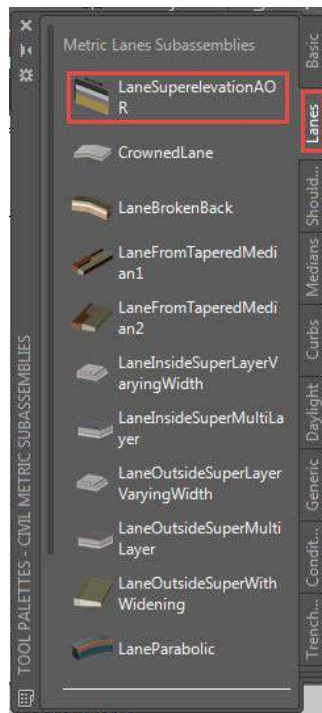 Metric Lanes Subassemblies
LaneSuperelevationAO
R
CrownedLane
LaneBrokenBack
LaneFromTaperedMedi
an1
LaneFromTaperedMedi
an2
LaneInsideSuperLayerV
aryingWidth
LaneInsideSuperMultiLa
yer
LaneOutsideSuperLayer
VaryingWidth
LaneOutsideSuperMulti
Layer
LaneOutsideSuperWith
Widening
LaneParabolic
Basic
Lanes
Should...
Medians
Curbs
Daylight
Generic
Condit...
Trench...
TOOL PALETTES - CIVIL METRIC SUBASSEMBLIES